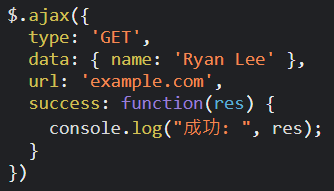 $.ajax({
  type: 'GET',
  data: { name: 'Ryan Lee' },
  url: 'example.com',
  success: function(res) {
    console.log("成功: ", res);
  }
})